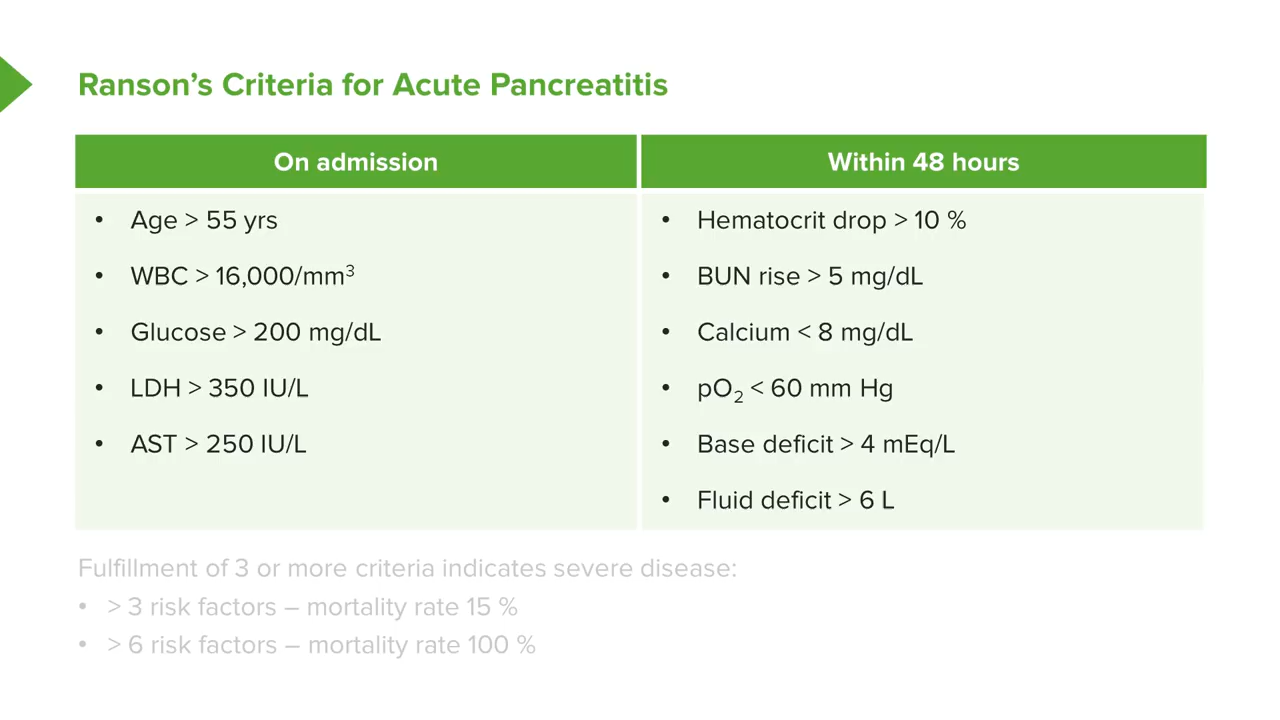 Ranson’s Criteria for Acute Pancreatitis
On admission
Within 48 hours
• Age > 55 yrs
• WBC > 16,000/mm³
• Glucose > 200 mg/dL
• LDH > 350 IU/L
• AST > 250 IU/L
• Hematocrit drop > 10 %
• BUN rise > 5 mg/dL
• Calcium < 8 mg/dL
• pO₂ < 60 mm Hg
• Base deficit > 4 mEq/L
• Fluid deficit > 6 L
Fulfillment of 3 or more criteria indicates severe disease:
• > 3 risk factors – mortality rate 15 %
• > 6 risk factors – mortality rate 100 %